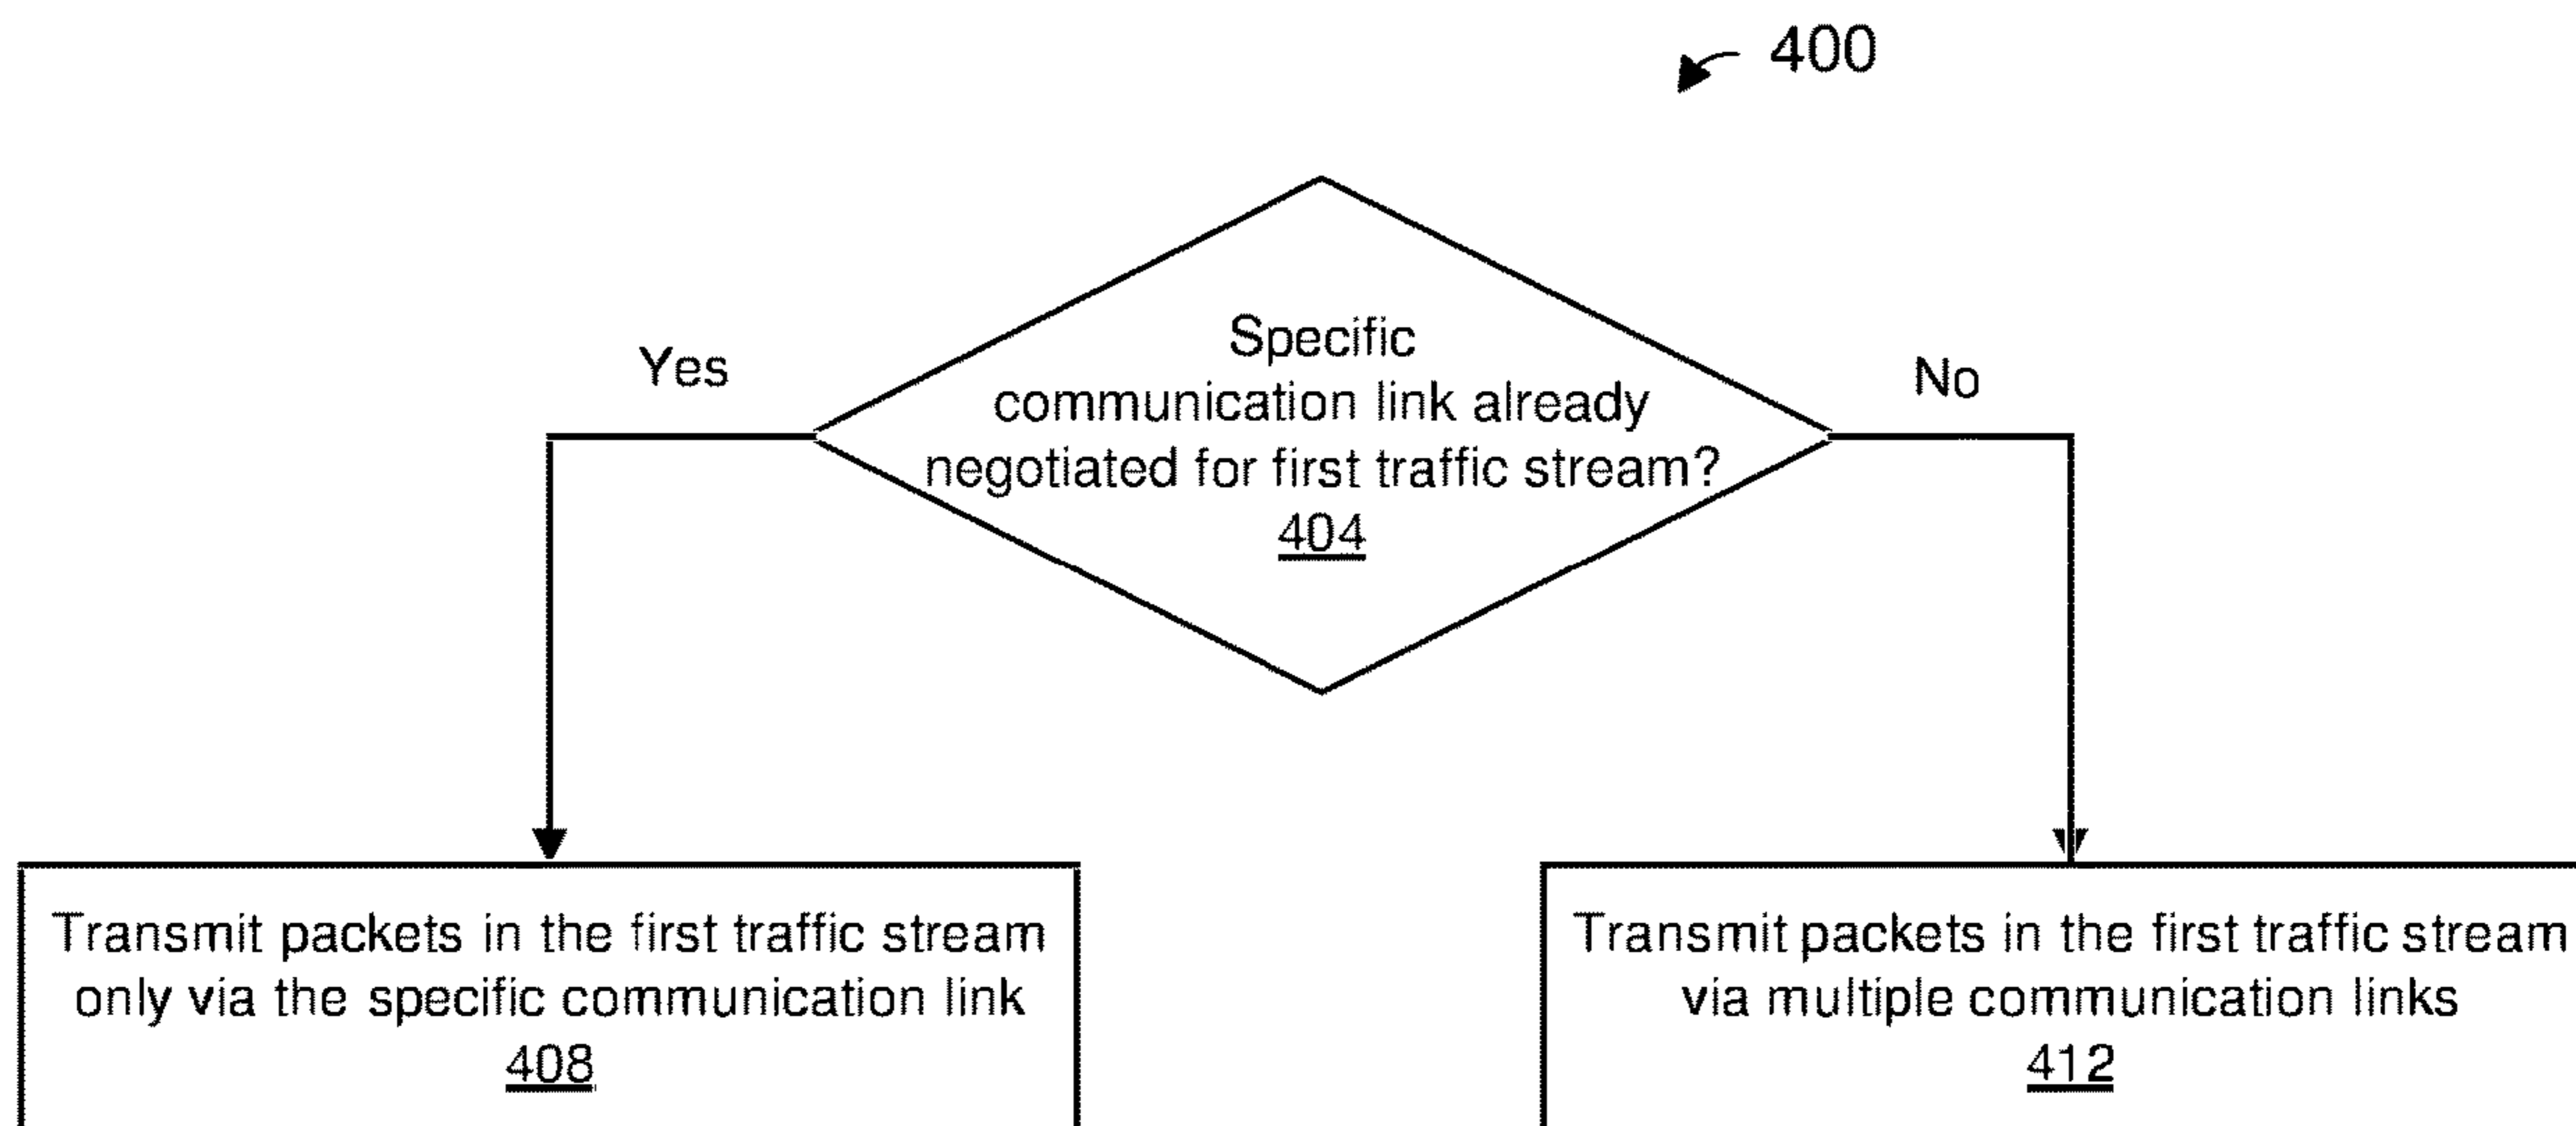 400
Specific
communication link already
negotiated for first traffic stream?
404
Yes
No
Transmit packets in the first traffic stream
only via the specific communication link
408
Transmit packets in the first traffic stream
via multiple communication links
412